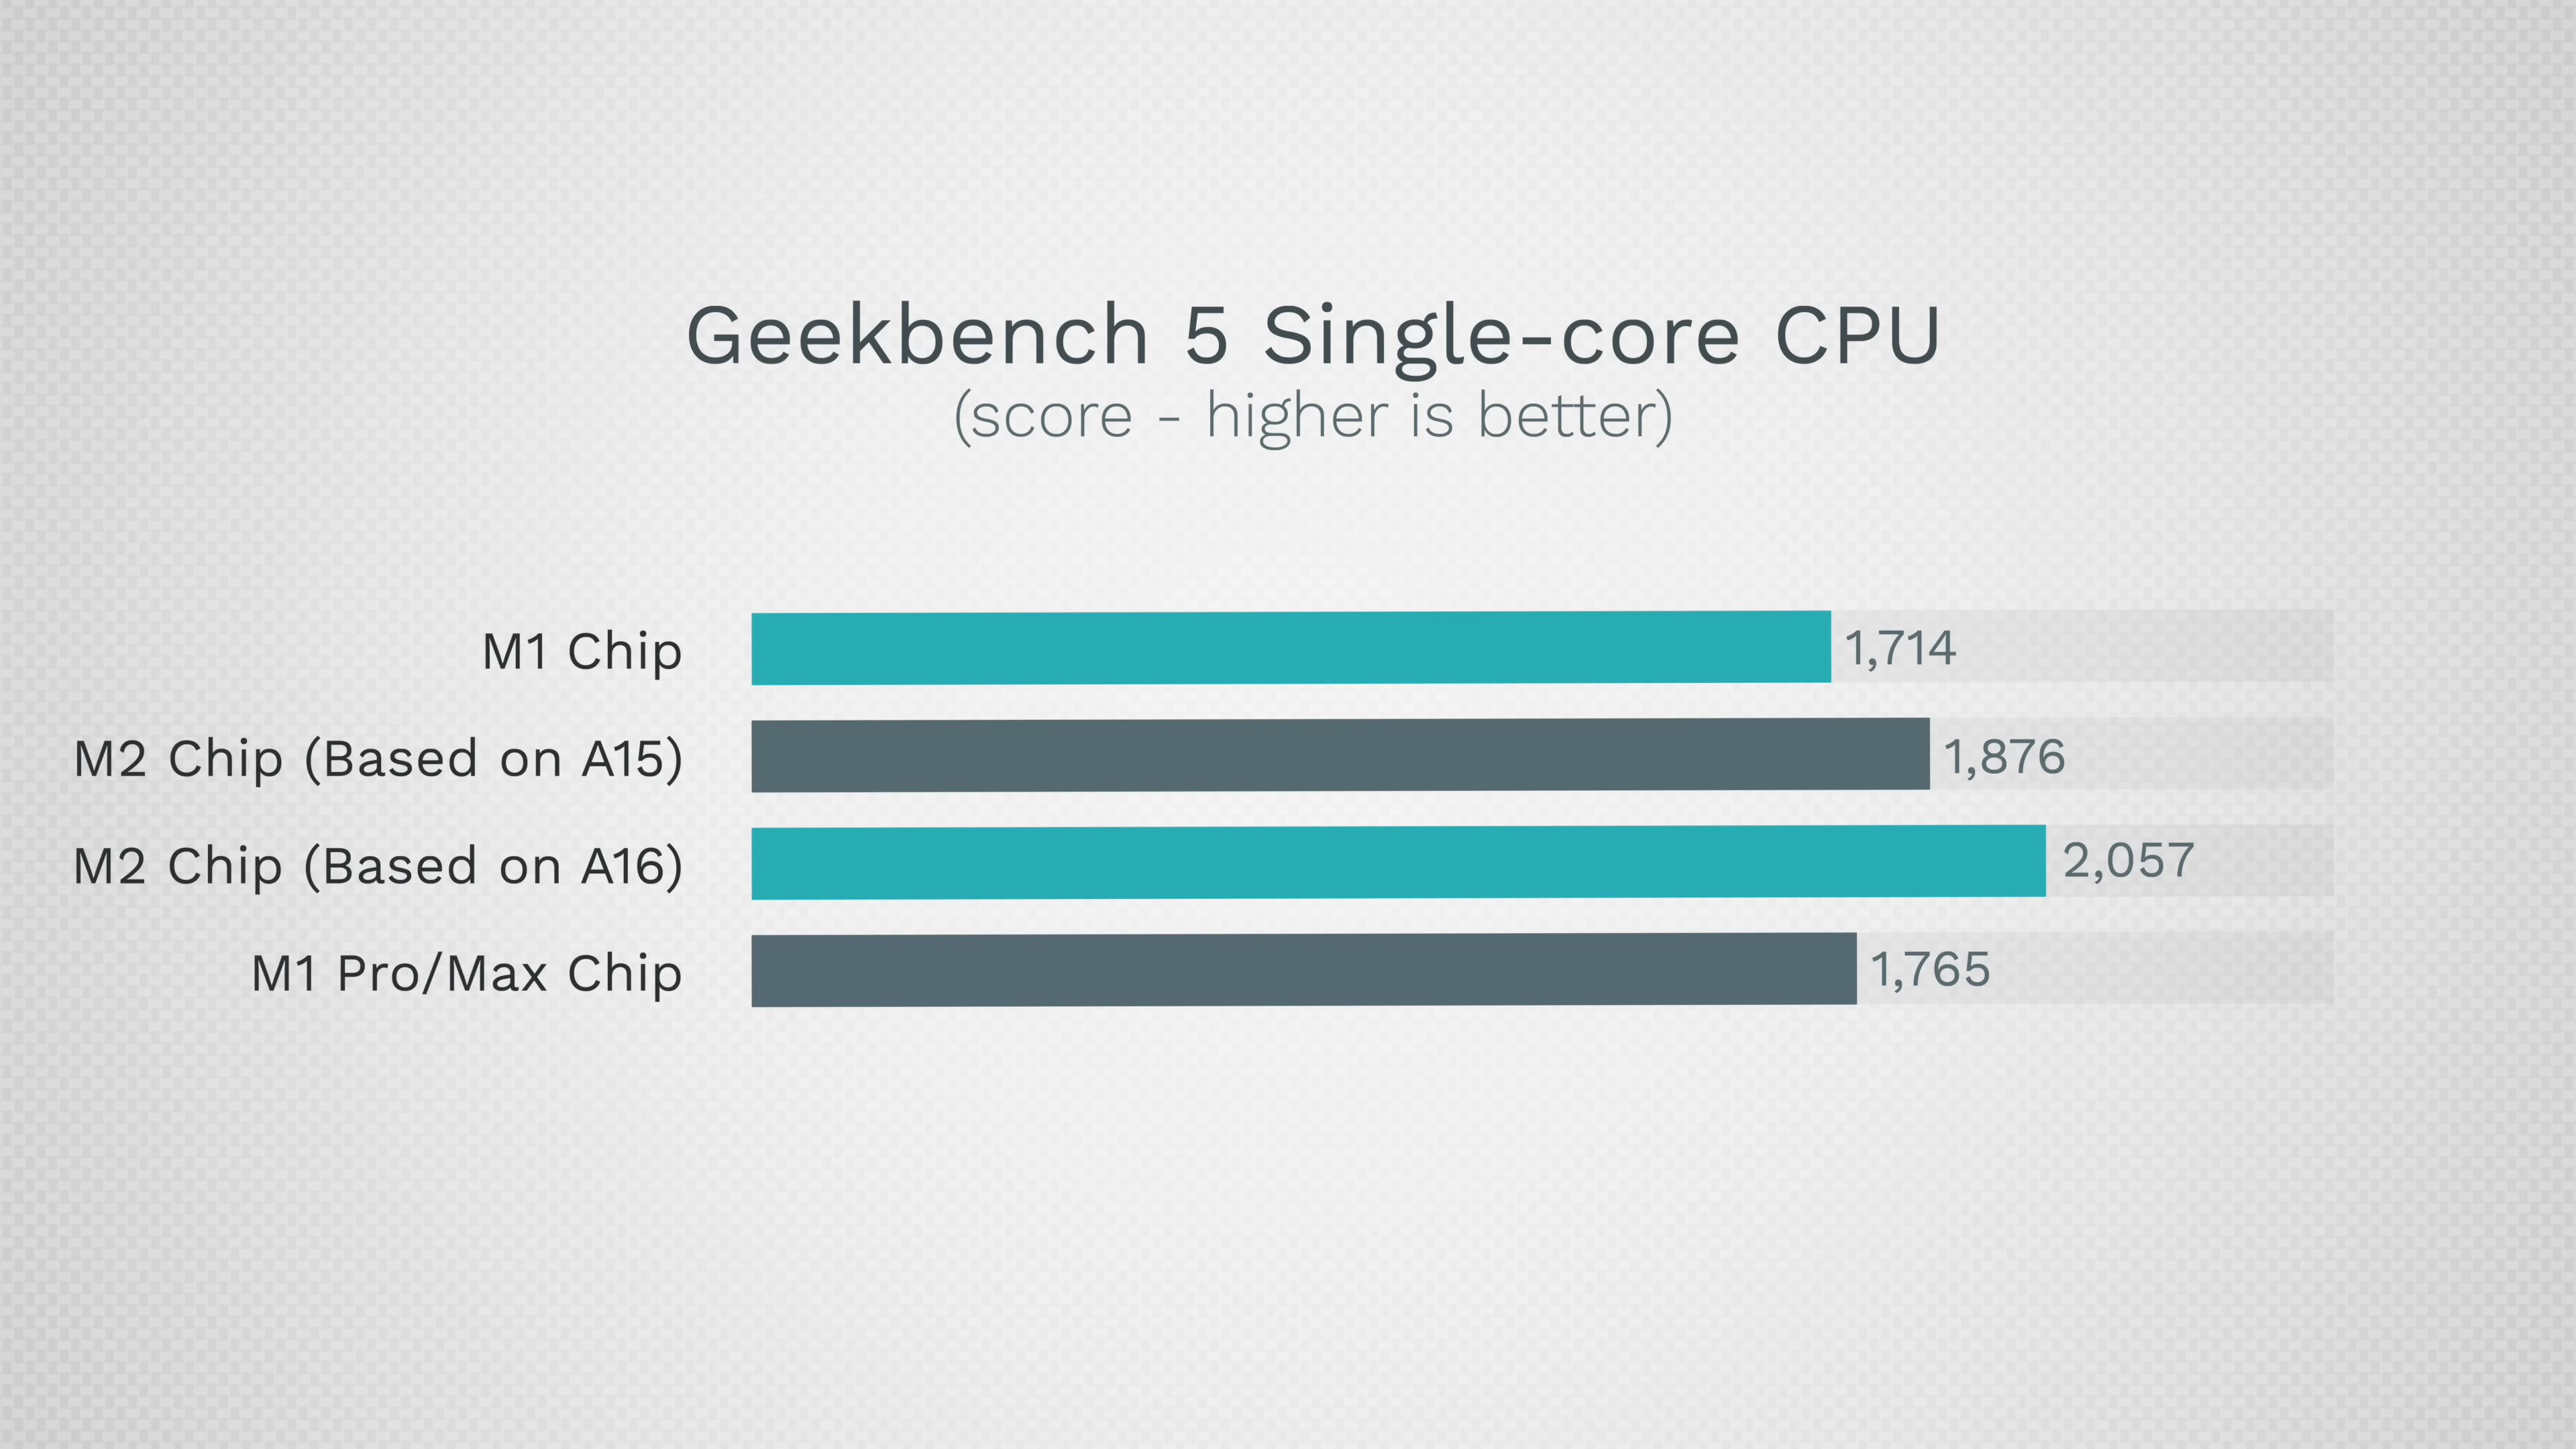 Geekbench 5 Single-core CPU
(score - higher is better)
M1 Chip 1,714
M2 Chip (Based on A15) 1,876
M2 Chip (Based on A16) 2,057
M1 Pro/Max Chip 1,765